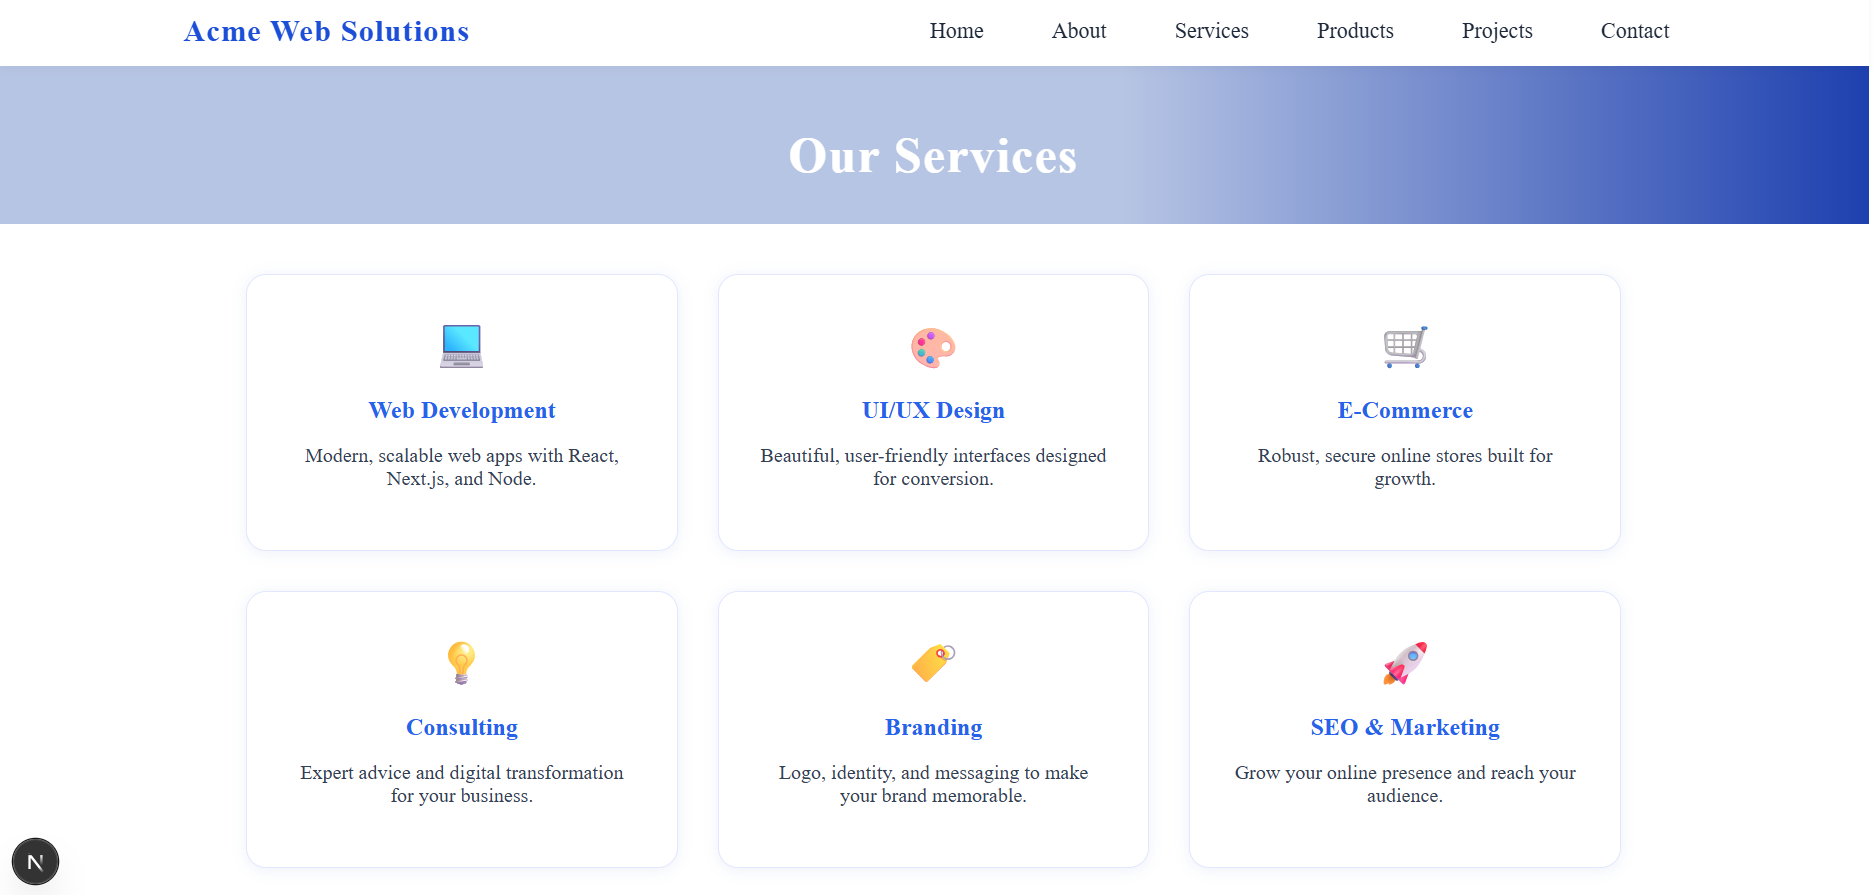 Acme Web Solutions
Home About Services Products Projects Contact
Our Services
Web Development
Modern, scalable web apps with React,
Next.js, and Node.
UI/UX Design
Beautiful, user-friendly interfaces designed
for conversion.
E-Commerce
Robust, secure online stores built for
growth.
Consulting
Expert advice and digital transformation
for your business.
Branding
Logo, identity, and messaging to make
your brand memorable.
SEO & Marketing
Grow your online presence and reach your
audience.
N